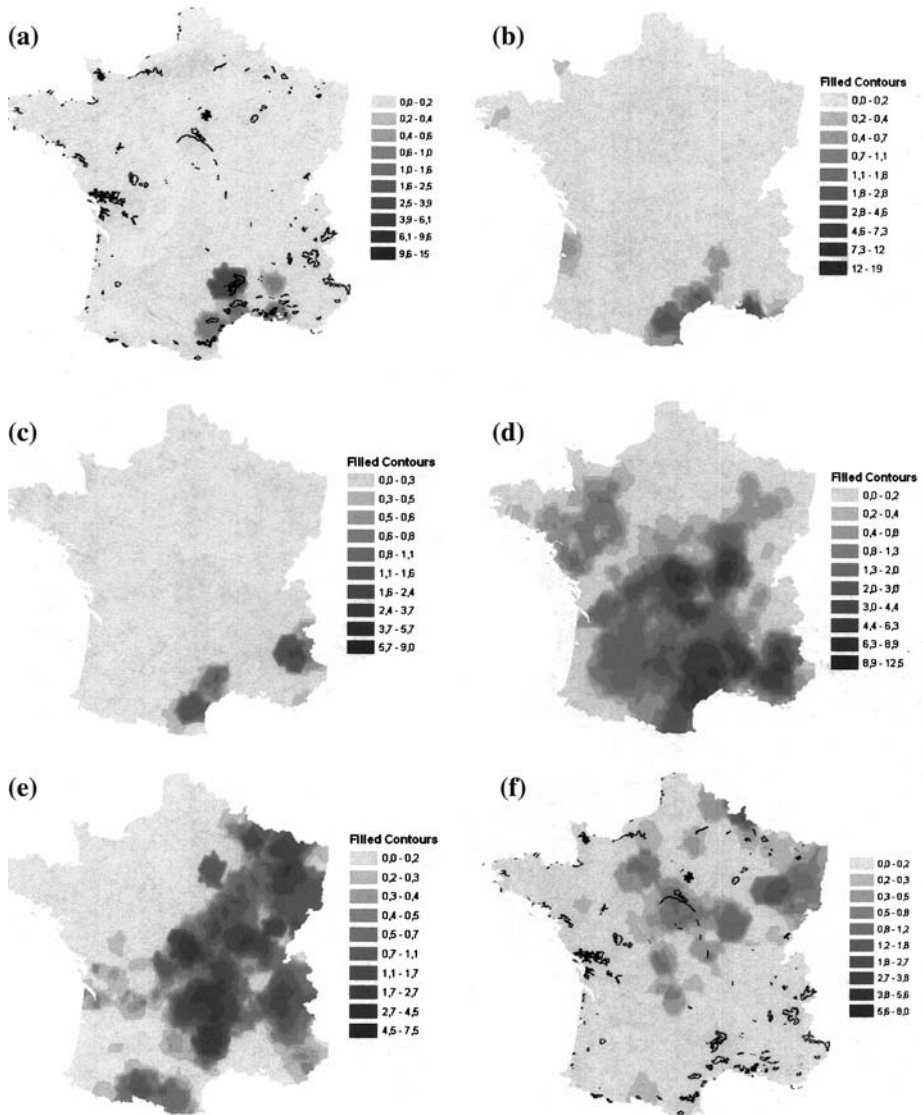 (a)
0,0 - 0,2
0,2 - 0,4
0,4 - 0,6
0,6 - 1,0
1,0 - 1,6
1,6 - 2,5
2,5 - 3,9
3,9 - 6,1
6,1 - 9,6
9,6 - 15
(b)
Filled Contours
0,0 - 0,2
0,2 - 0,4
0,4 - 0,7
0,7 - 1,1
1,1 - 1,8
1,8 - 2,8
2,8 - 4,6
4,6 - 7,3
7,3 - 12
12 - 19
(c)
Filled Contours
0,0 - 0,3
0,3 - 0,5
0,5 - 0,6
0,6 - 0,8
0,8 - 1,1
1,1 - 1,6
1,6 - 2,4
2,4 - 3,7
3,7 - 5,7
5,7 - 9,0
(d)
Filled Contours
0,0 - 0,2
0,2 - 0,4
0,4 - 0,8
0,8 - 1,3
1,3 - 2,0
2,0 - 3,0
3,0 - 4,4
4,4 - 6,3
6,3 - 8,9
8,9 - 12,5
(e)
Filled Contours
0,0 - 0,2
0,2 - 0,3
0,3 - 0,4
0,4 - 0,5
0,5 - 0,7
0,7 - 1,1
1,1 - 1,7
1,7 - 2,7
2,7 - 4,5
4,5 - 7,5
(f)
0,0 - 0,2
0,2 - 0,3
0,3 - 0,5
0,5 - 0,8
0,8 - 1,2
1,2 - 1,8
1,8 - 2,7
2,7 - 3,8
3,8 - 5,6
5,6 - 8,0